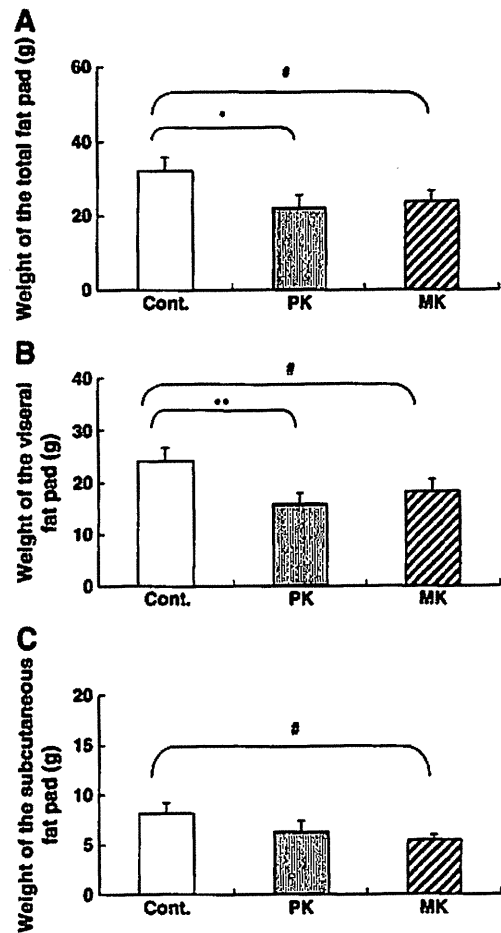 A
Weight of the total fat pad (g)
60
40
20
0
#
*
Cont. PK MK
B
Weight of the viseral
fat pad (g)
40
30
20
10
0
#
**
Cont. PK MK
C
Weight of the subcutaneous
fat pad (g)
20
15
10
5
0
#
Cont. PK MK